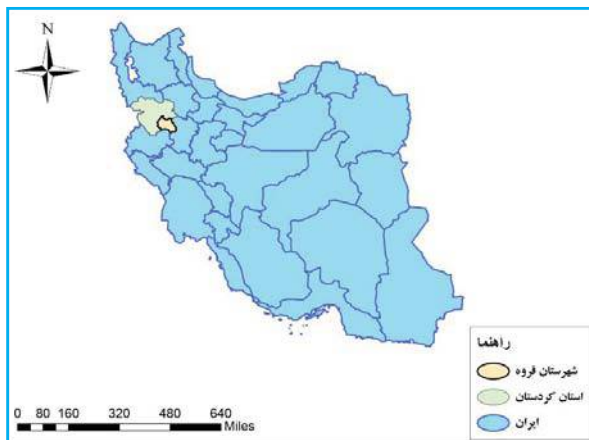 N
راهنما
شهرستان قروه
استان کردستان
ایران
0 80 160 320 480 640
Miles